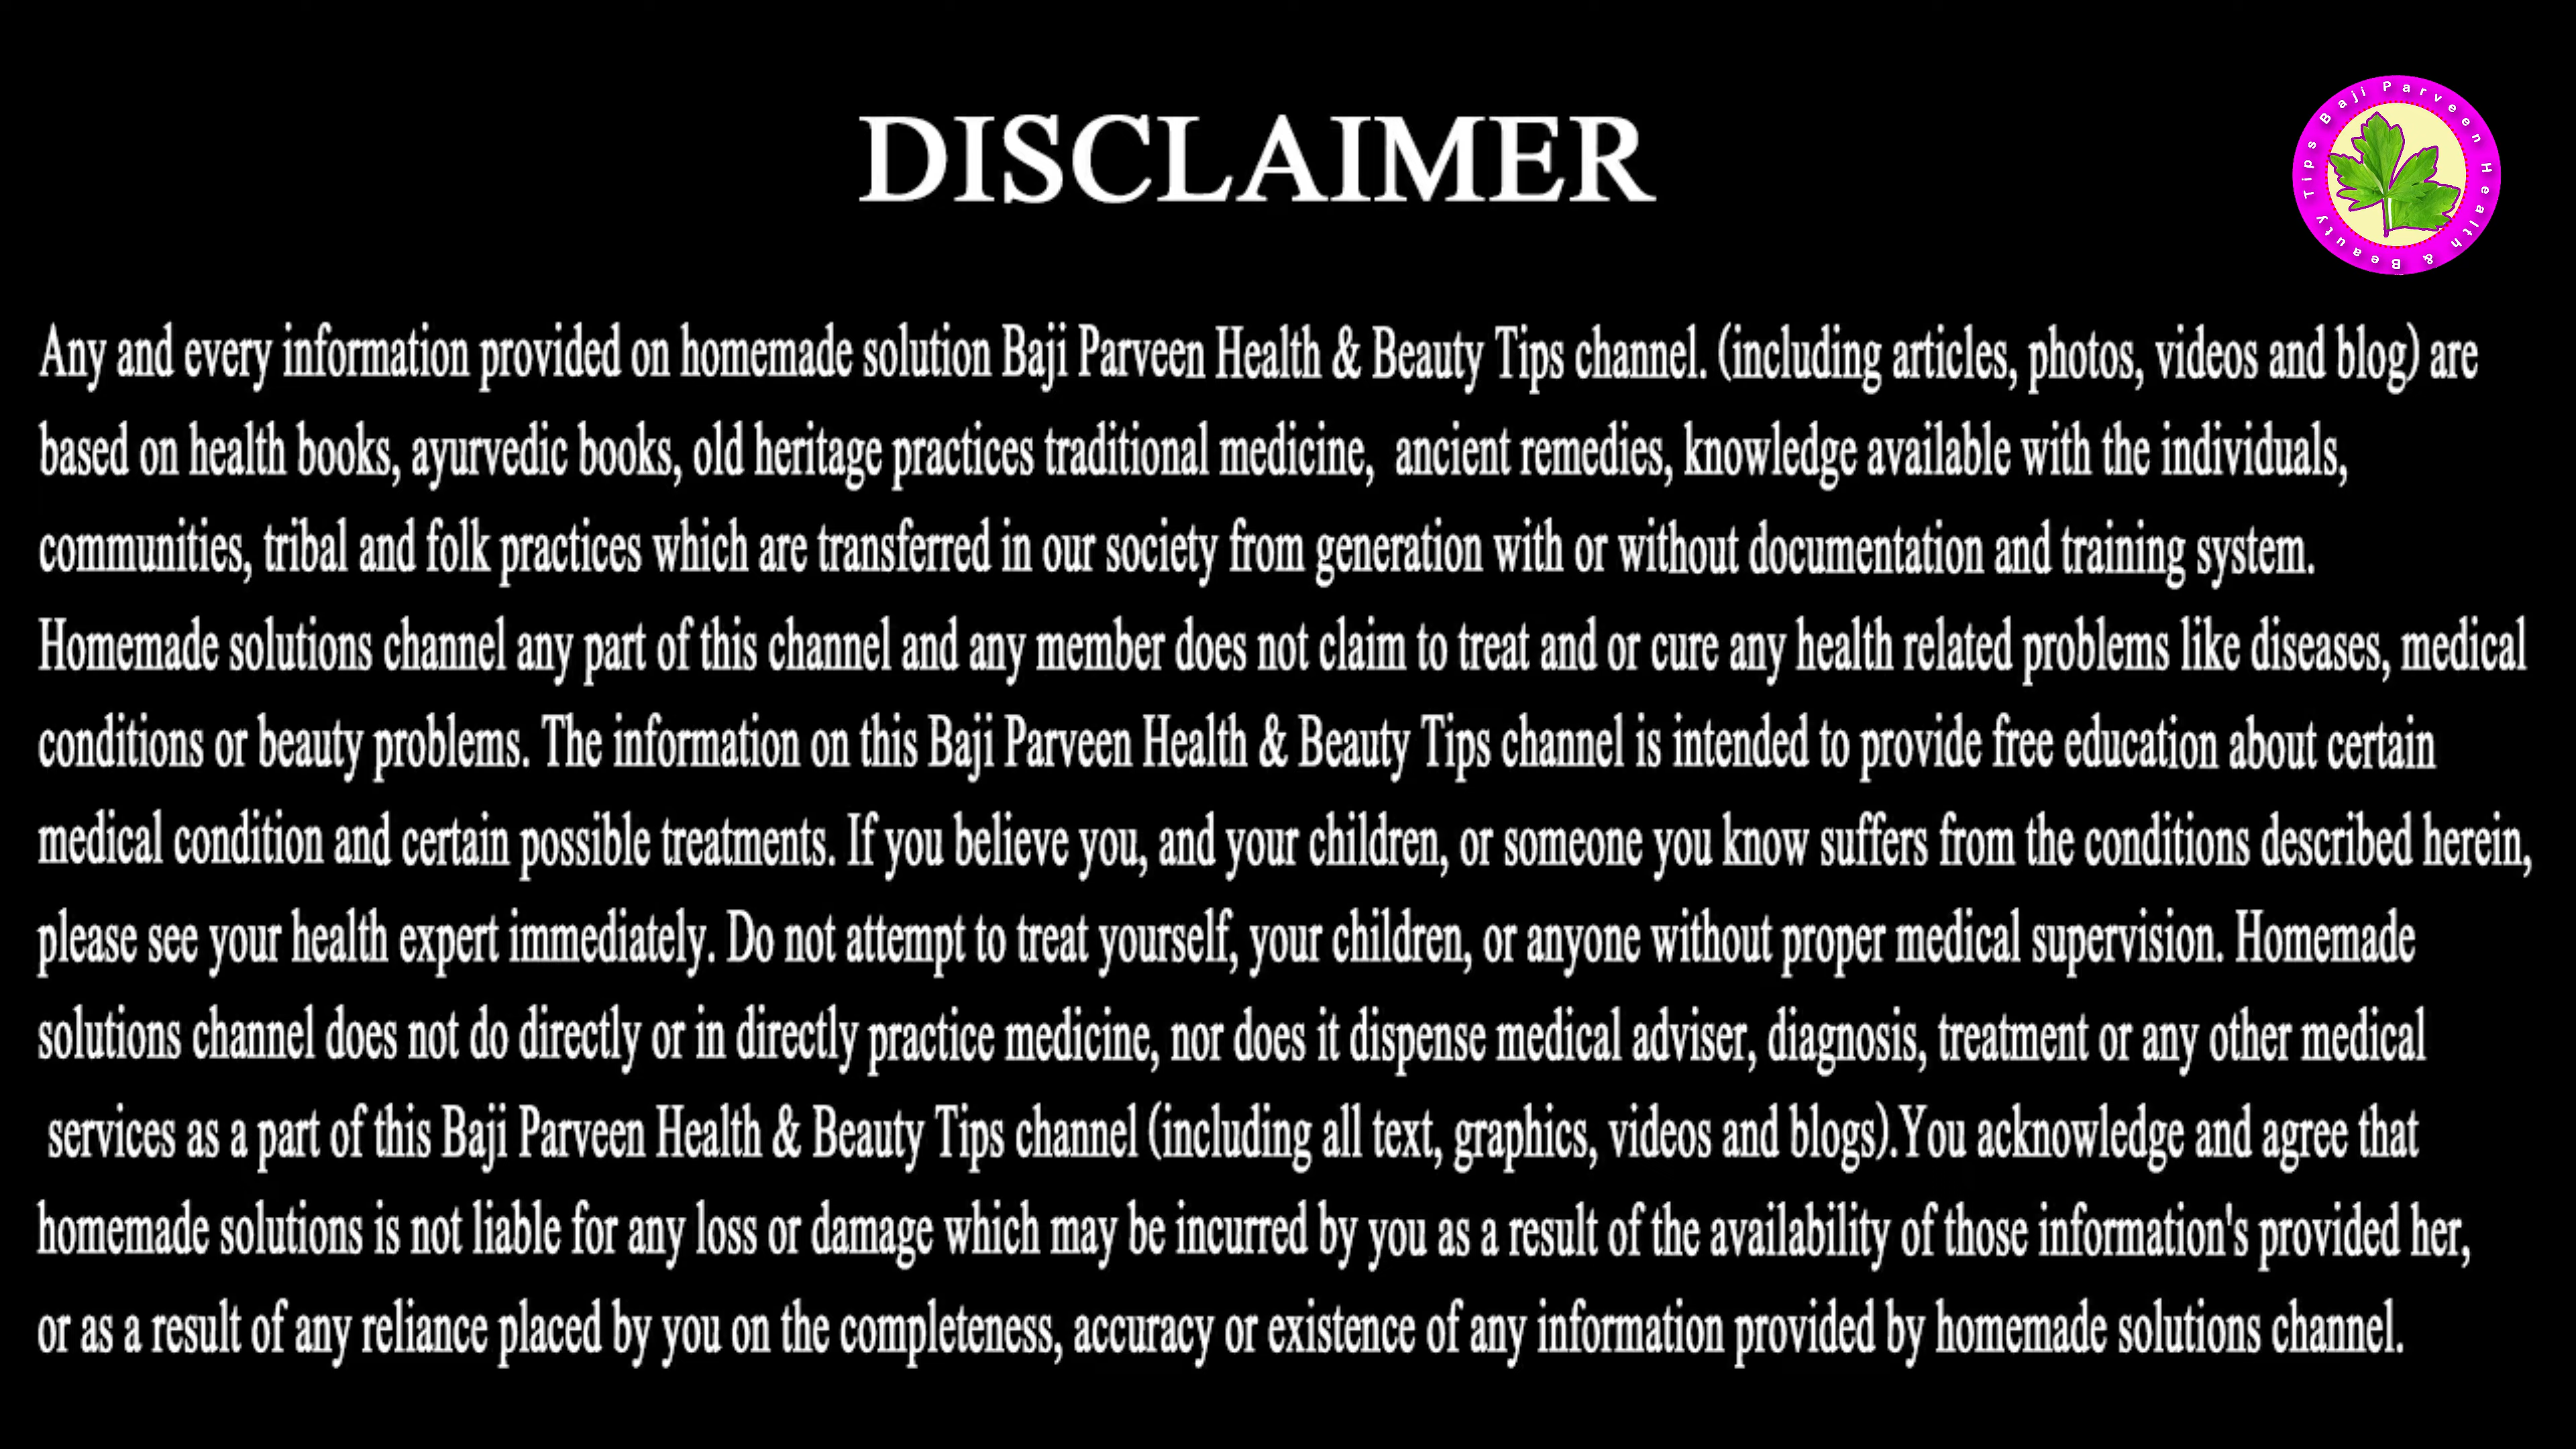 DISCLAIMER
Baji Parveen Health & Beauty Tips
Any and every information provided on homemade solution Baji Parveen Health & Beauty Tips channel. (including articles, photos, videos and blog) are
based on health books, ayurvedic books, old heritage practices traditional medicine,  ancient remedies, knowledge available with the individuals,
communities, tribal and folk practices which are transferred in our society from generation with or without documentation and training system.
Homemade solutions channel any part of this channel and any member does not claim to treat and or cure any health related problems like diseases, medical
conditions or beauty problems. The information on this Baji Parveen Health & Beauty Tips channel is intended to provide free education about certain
medical condition and certain possible treatments. If you believe you, and your children, or someone you know suffers from the conditions described herein,
please see your health expert immediately. Do not attempt to treat yourself, your children, or anyone without proper medical supervision. Homemade
solutions channel does not do directly or in directly practice medicine, nor does it dispense medical adviser, diagnosis, treatment or any other medical
services as a part of this Baji Parveen Health & Beauty Tips channel (including all text, graphics, videos and blogs).You acknowledge and agree that
homemade solutions is not liable for any loss or damage which may be incurred by you as a result of the availability of those information's provided her,
or as a result of any reliance placed by you on the completeness, accuracy or existence of any information provided by homemade solutions channel.